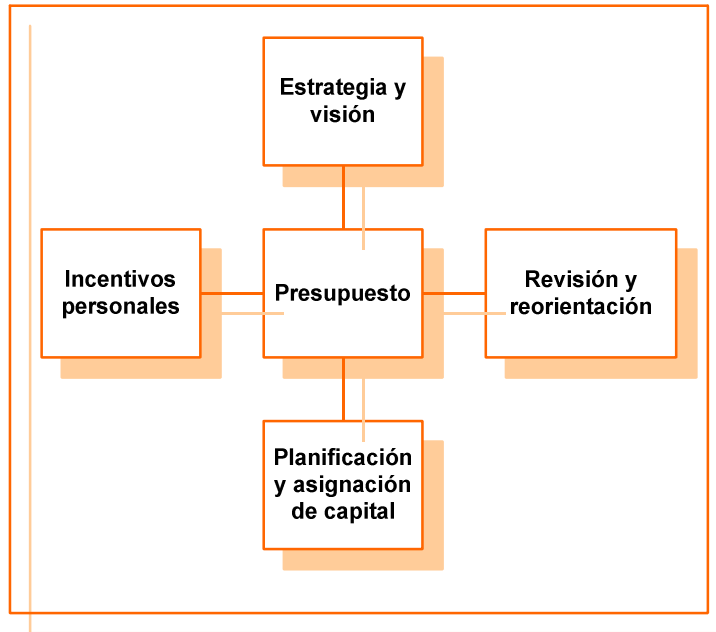 Estrategia y
visión
Incentivos
personales
Presupuesto
Revisión y
reorientación
Planificación
y asignación
de capital